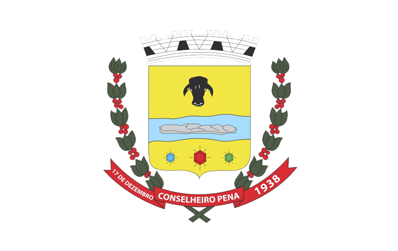 17 DE DEZEMBRO
CONSELHEIRO PENA
1938